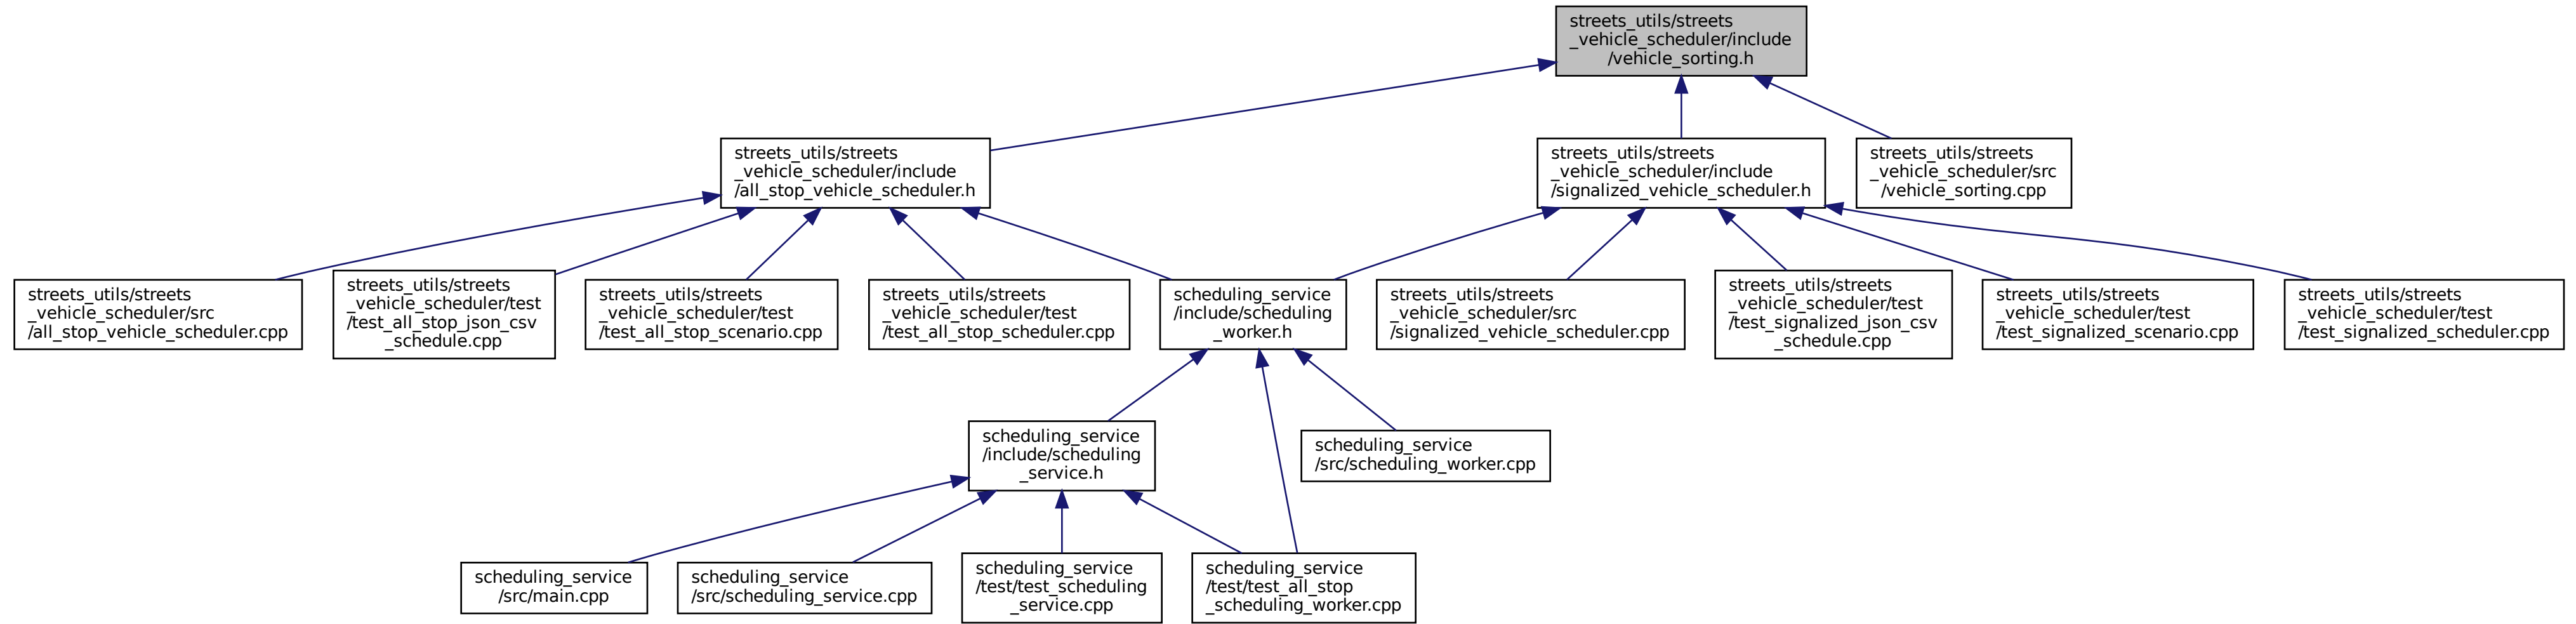 streets_utils/streets
_vehicle_scheduler/include
/vehicle_sorting.h
streets_utils/streets
_vehicle_scheduler/include
/all_stop_vehicle_scheduler.h
streets_utils/streets
_vehicle_scheduler/include
/signalized_vehicle_scheduler.h
streets_utils/streets
_vehicle_scheduler/src
/vehicle_sorting.cpp
streets_utils/streets
_vehicle_scheduler/src
/all_stop_vehicle_scheduler.cpp
streets_utils/streets
_vehicle_scheduler/test
/test_all_stop_json_csv
_schedule.cpp
streets_utils/streets
_vehicle_scheduler/test
/test_all_stop_scenario.cpp
streets_utils/streets
_vehicle_scheduler/test
/test_all_stop_scheduler.cpp
scheduling_service
/include/scheduling
_worker.h
streets_utils/streets
_vehicle_scheduler/src
/signalized_vehicle_scheduler.cpp
streets_utils/streets
_vehicle_scheduler/test
/test_signalized_json_csv
_schedule.cpp
streets_utils/streets
_vehicle_scheduler/test
/test_signalized_scenario.cpp
streets_utils/streets
_vehicle_scheduler/test
/test_signalized_scheduler.cpp
scheduling_service
/include/scheduling
_service.h
scheduling_service
/src/scheduling_worker.cpp
scheduling_service
/src/main.cpp
scheduling_service
/src/scheduling_service.cpp
scheduling_service
/test/test_scheduling
_service.cpp
scheduling_service
/test/test_all_stop
_scheduling_worker.cpp